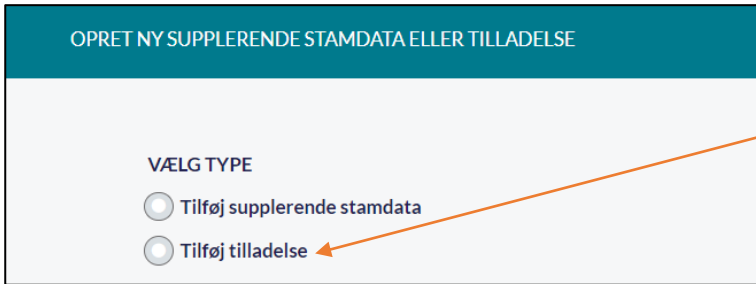 OPRET NY SUPPLERENDE STAMDATA ELLER TILLADELSE
VÆLG TYPE
Tilføj supplerende stamdata
Tilføj tilladelse